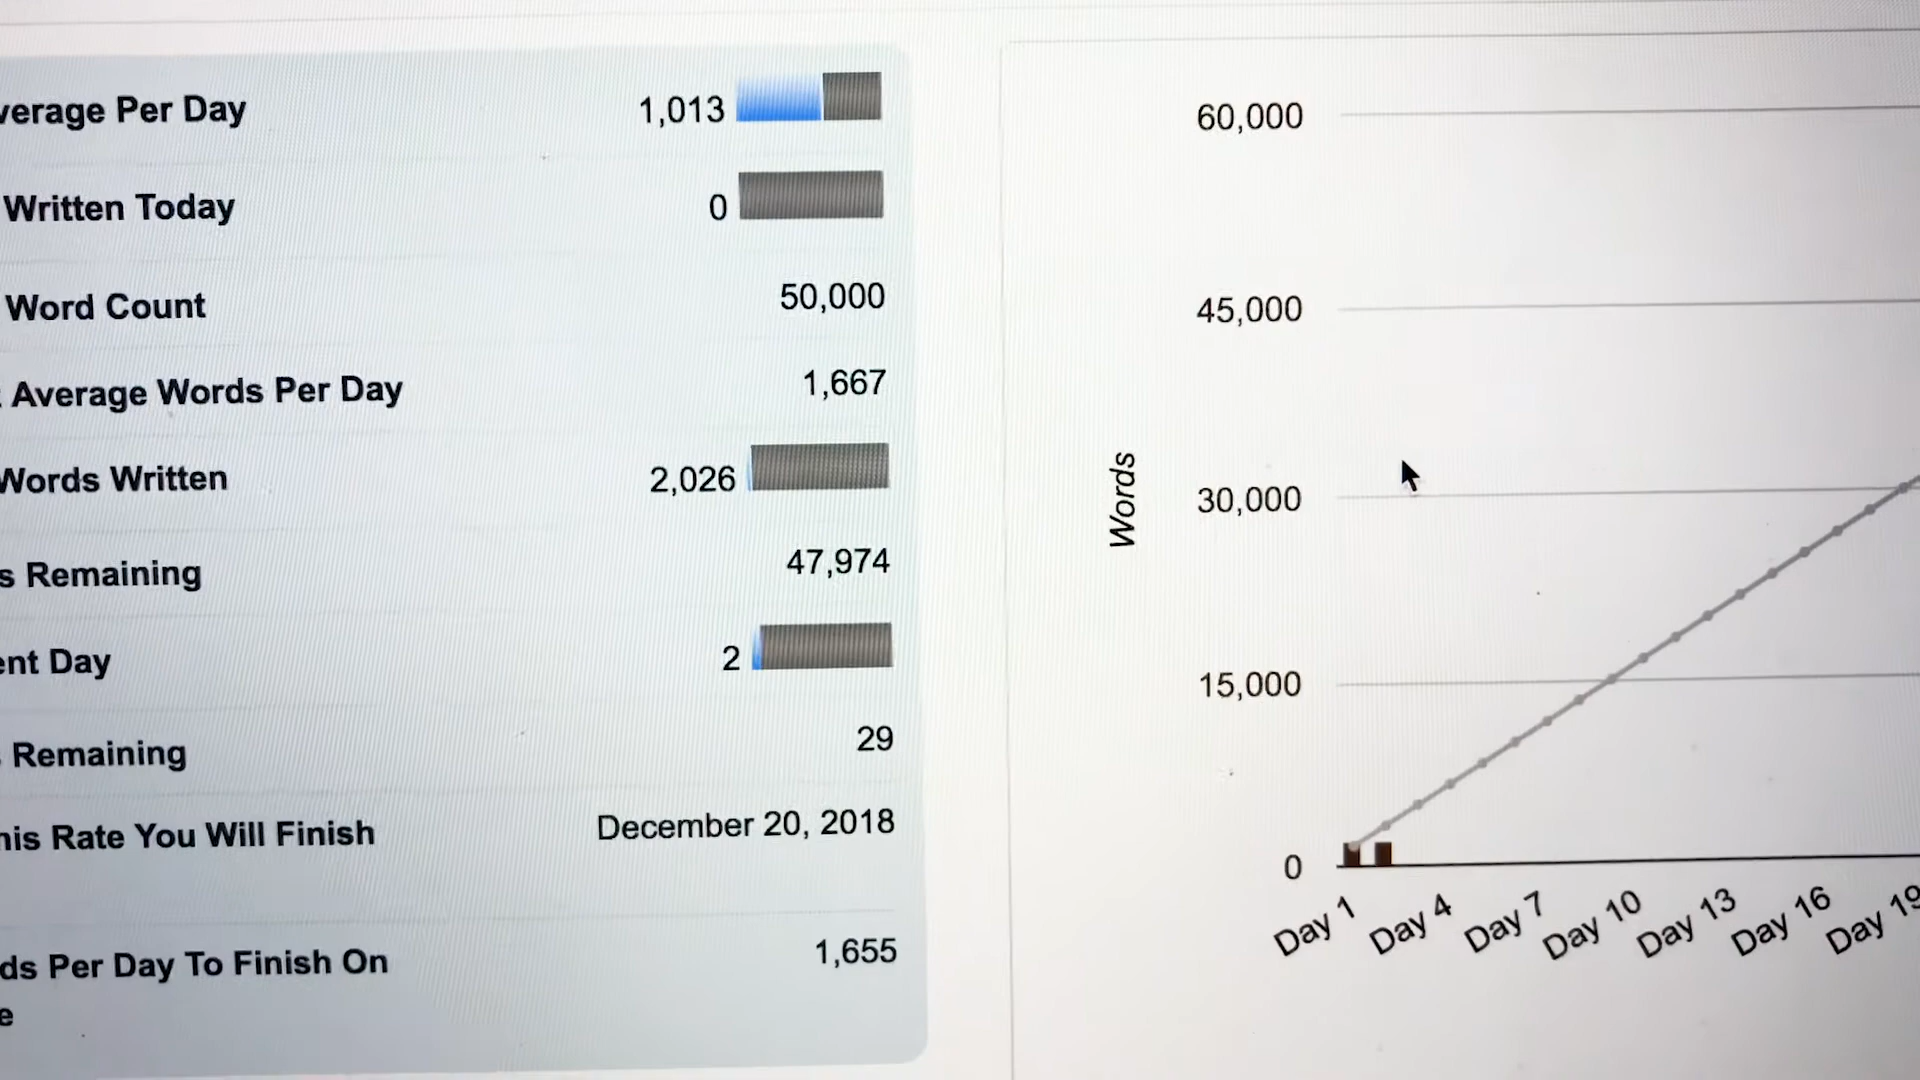 verage Per Day 1,013
Written Today 0
Word Count 50,000
Average Words Per Day 1,667
Words Written 2,026
s Remaining 47,974
ent Day 2
Remaining 29
his Rate You Will Finish December 20, 2018
ds Per Day To Finish On 1,655
e
60,000
45,000
30,000
15,000
0
Words
Day 1
Day 4
Day 7
Day 10
Day 13
Day 16
Day 19